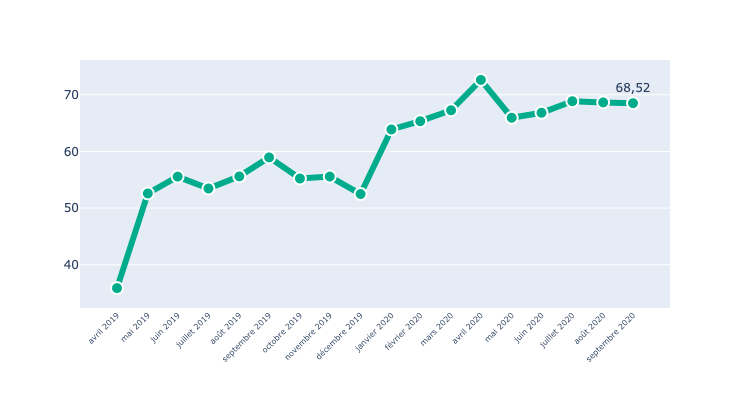 70
60
50
40
68,52
avril 2019
mai 2019
juin 2019
juillet 2019
août 2019
septembre 2019
octobre 2019
novembre 2019
décembre 2019
janvier 2020
février 2020
mars 2020
avril 2020
mai 2020
juin 2020
juillet 2020
août 2020
septembre 2020